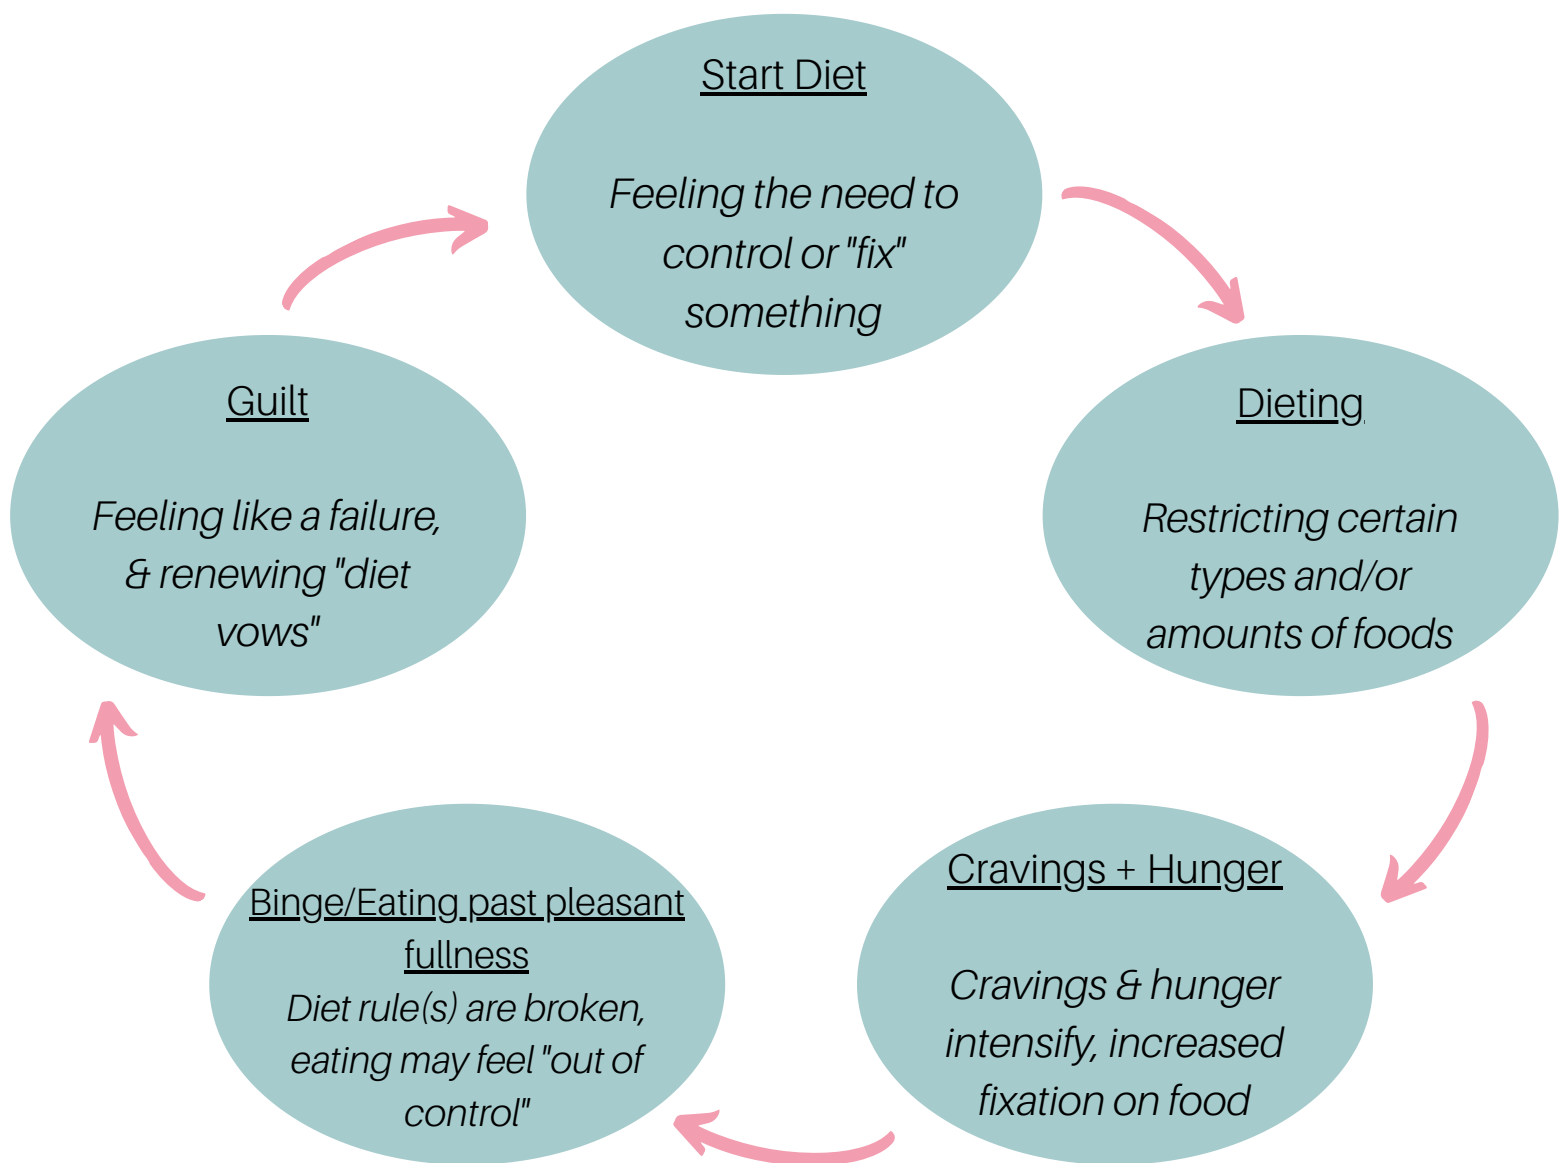 Start Diet
Feeling the need to
control or "fix"
something
Dieting
Restricting certain
types and/or
amounts of foods
Cravings + Hunger
Cravings & hunger
intensify, increased
fixation on food
Binge/Eating past pleasant
fullness
Diet rule(s) are broken,
eating may feel "out of
control"
Guilt
Feeling like a failure,
& renewing "diet
vows"